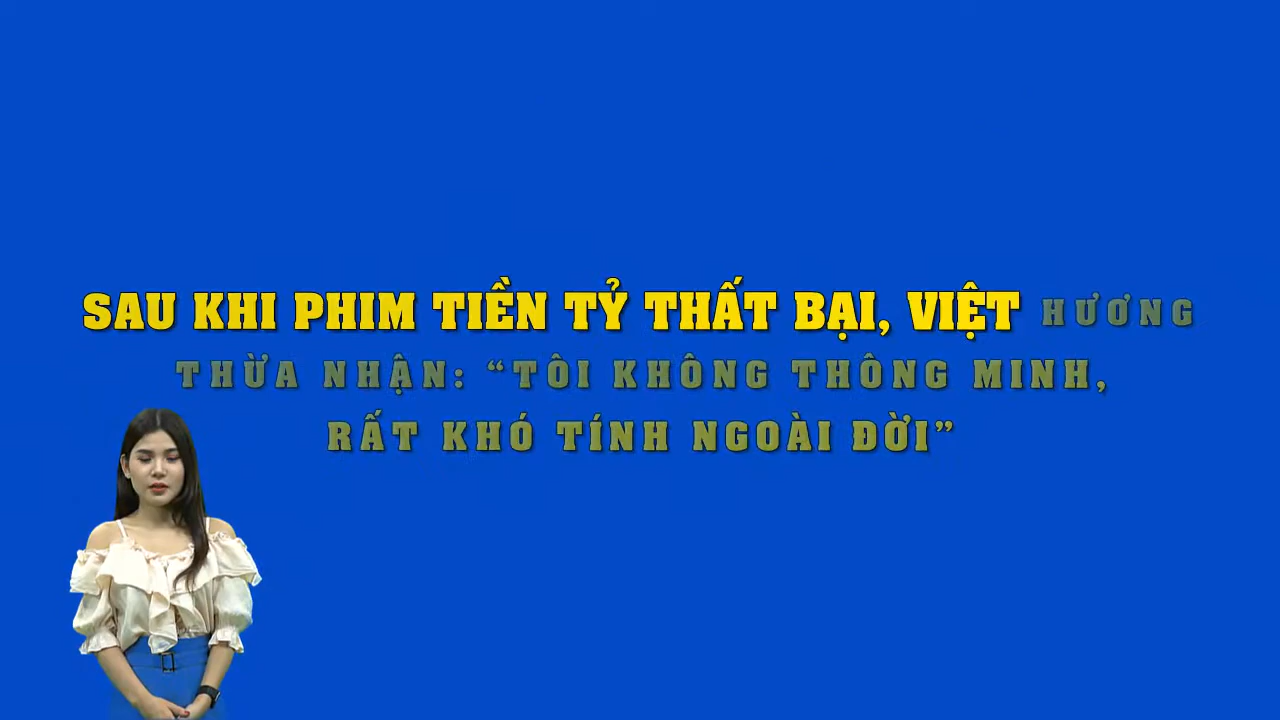 SAU KHI PHIM TIỀN TỶ THẤT BẠI, VIỆT HƯƠNG
THỪA NHẬN: “TÔI KHÔNG THÔNG MINH,
RẤT KHÓ TÍNH NGOÀI ĐỜI”